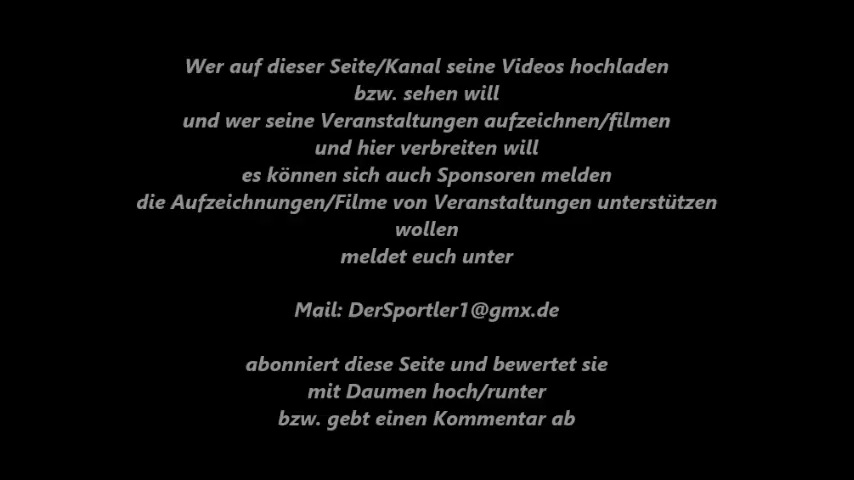 Wer auf dieser Seite/Kanal seine Videos hochladen
bzw. sehen will
und wer seine Veranstaltungen aufzeichnen/filmen
und hier verbreiten will
es können sich auch Sponsoren melden
die Aufzeichnungen/Filme von Veranstaltungen unterstützen
wollen
meldet euch unter
Mail: DerSportler1@gmx.de
abonniert diese Seite und bewertet sie
mit Daumen hoch/runter
bzw. gebt einen Kommentar ab